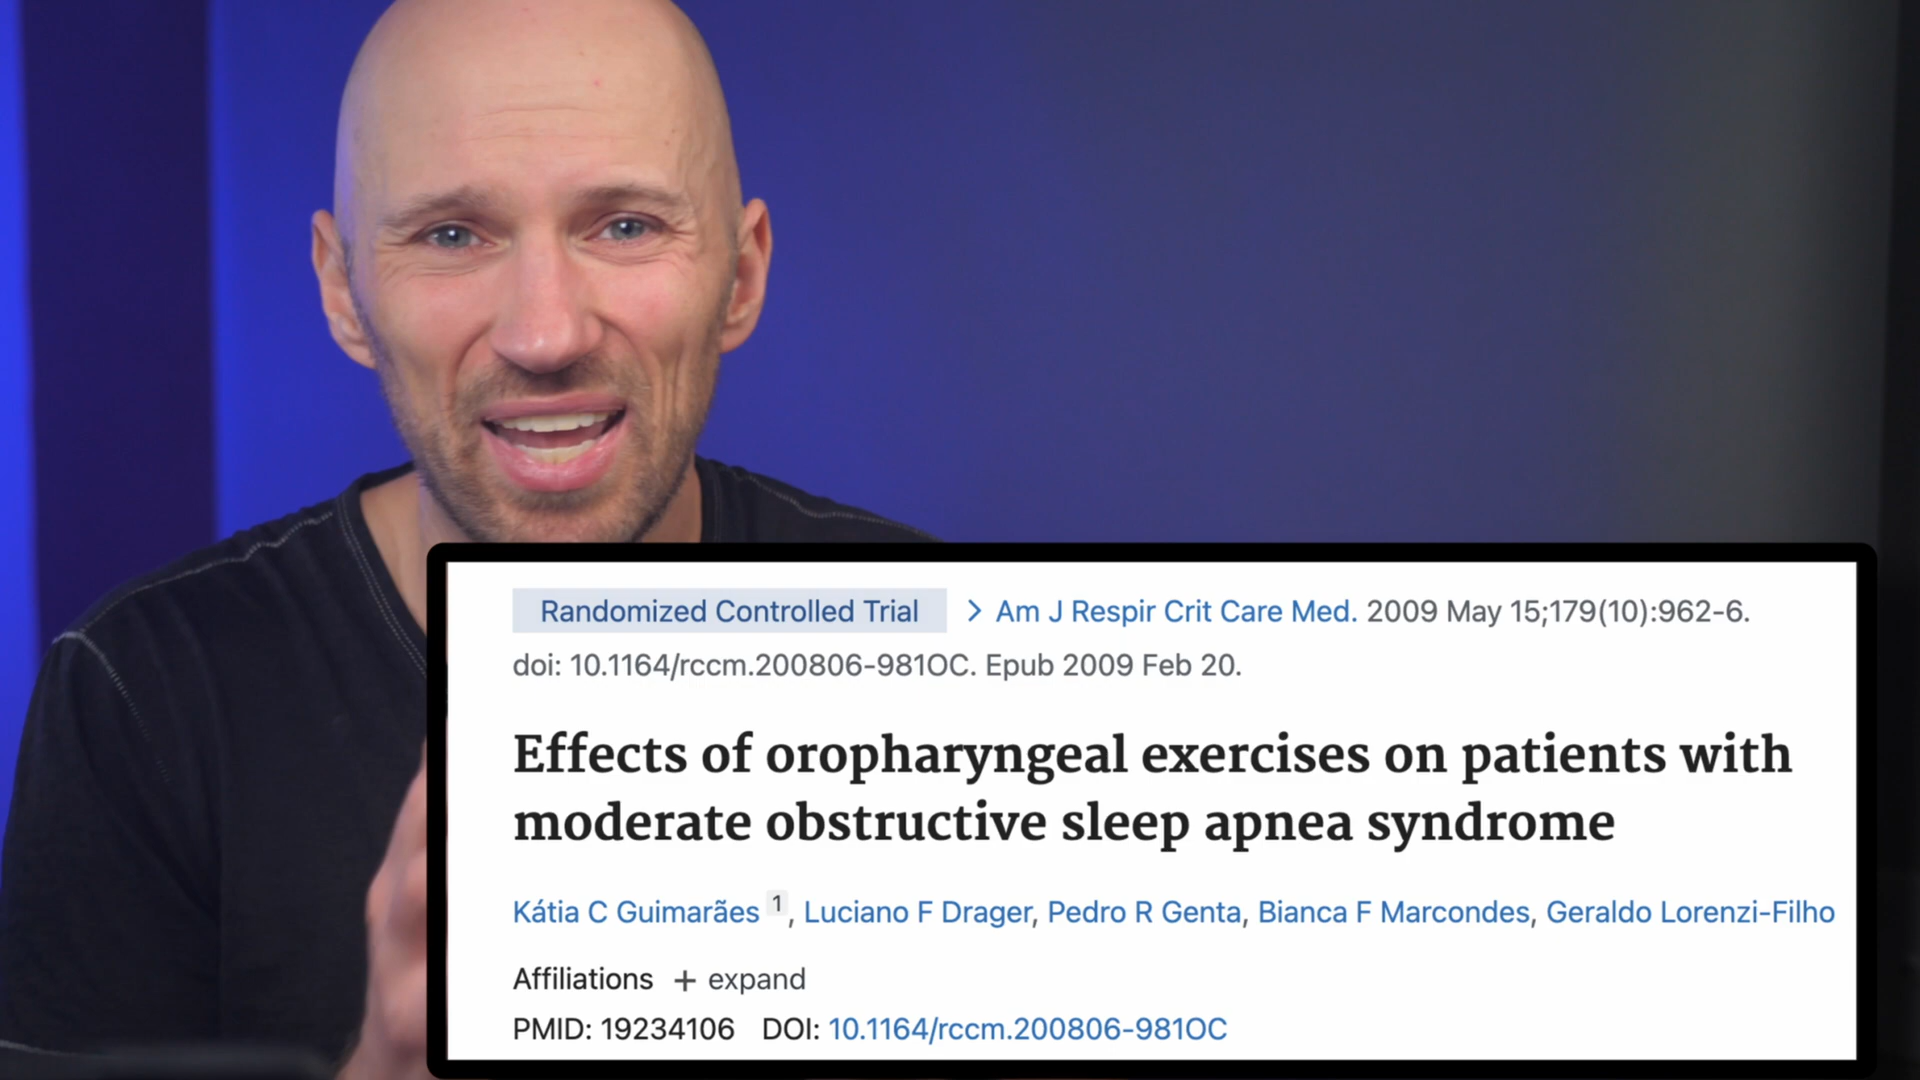 Randomized Controlled Trial > Am J Respir Crit Care Med. 2009 May 15;179(10):962-6.
doi: 10.1164/rccm.200806-981OC. Epub 2009 Feb 20.
Effects of oropharyngeal exercises on patients with
moderate obstructive sleep apnea syndrome
Kátia C Guimarães 1, Luciano F Drager, Pedro R Genta, Bianca F Marcondes, Geraldo Lorenzi-Filho
Affiliations + expand
PMID: 19234106 DOI: 10.1164/rccm.200806-981OC